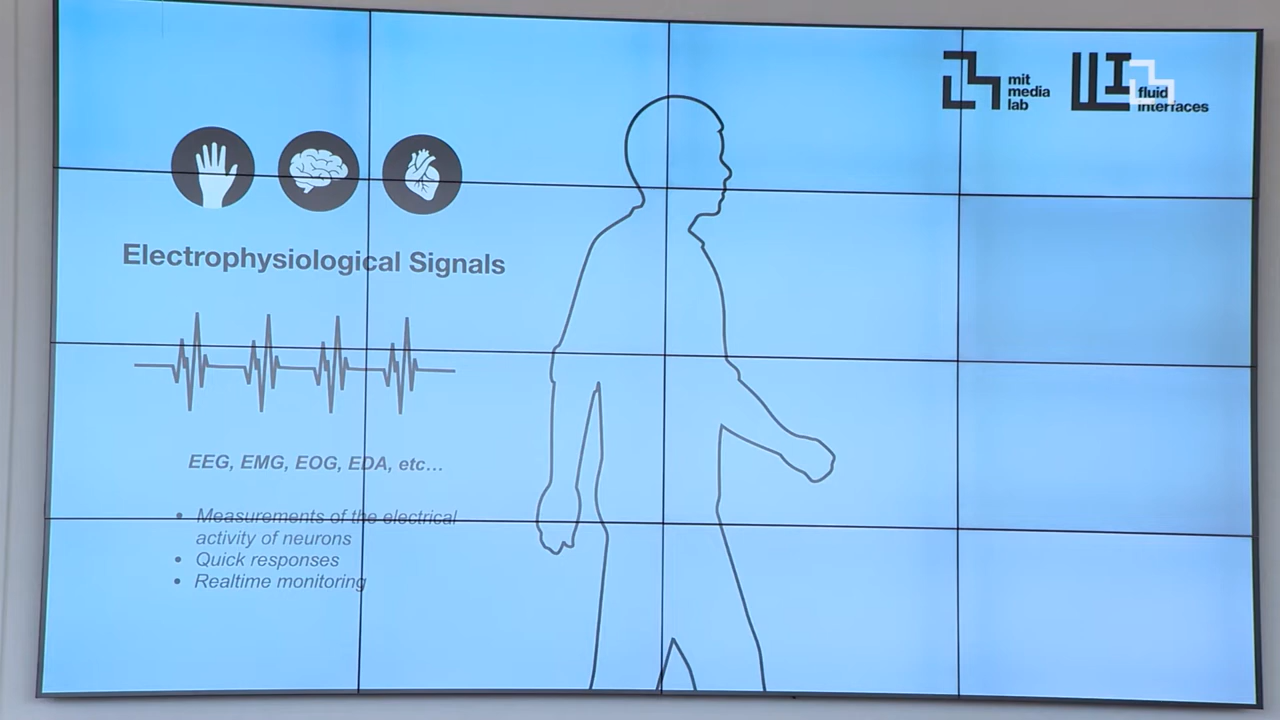 mit
media
lab
fluid
interfaces
Electrophysiological Signals
EEG, EMG, EOG, EDA, etc...
• Measurements of the electrical
activity of neurons
• Quick responses
• Realtime monitoring